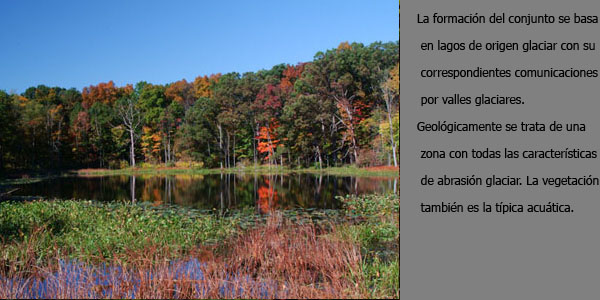 La formación del conjunto se basa
en lagos de origen glaciar con su
correspondientes comunicaciones
por valles glaciares.
Geológicamente se trata de una
zona con todas las características
de abrasión glaciar. La vegetación
también es la típica acuática.